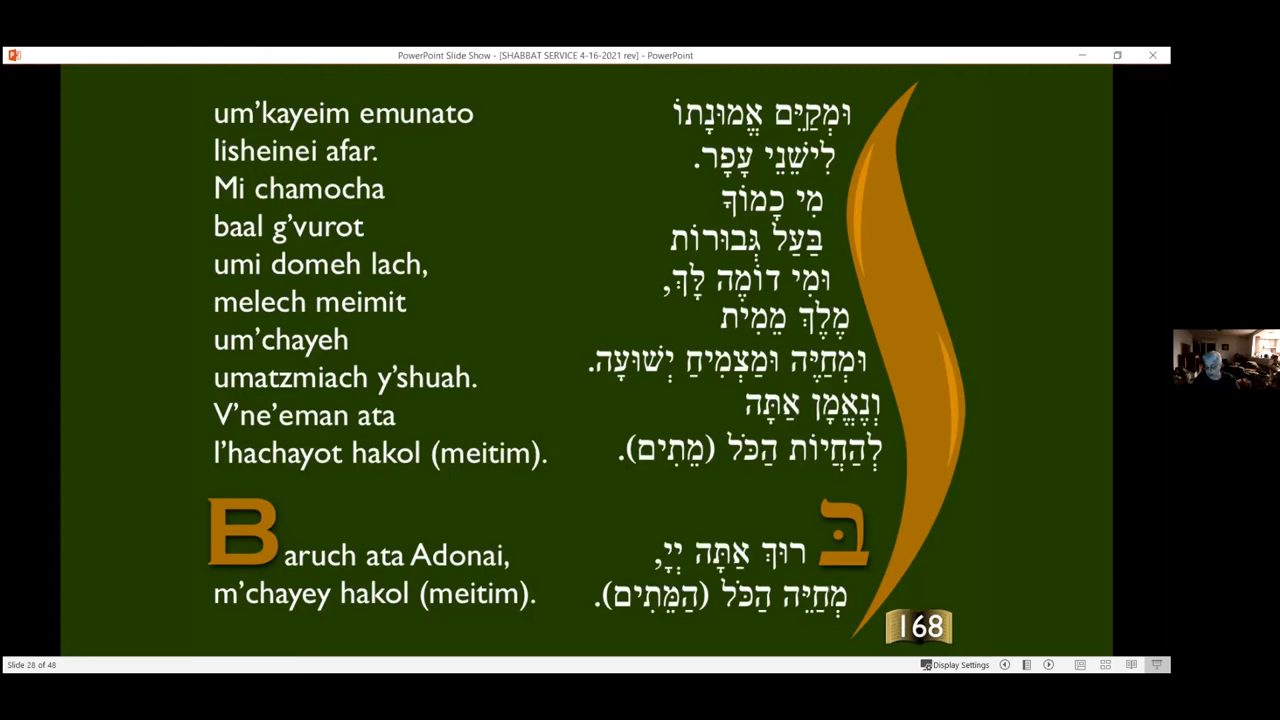 PowerPoint Slide Show - [SHABBAT SERVICE 4-16-2021 rev] - PowerPoint
um’kayeim emunato
lisheinei afar.
Mi chamocha
baal g’vurot
umi domeh lach,
melech meimit
um’chayeh
umatzmiach y’shuah.
V’ne’eman ata
l’hachayot hakol (meitim).
Baruch ata Adonai,
m’chayey hakol (meitim).
וּמְקַיֵּם אֱמוּנָתוֹ
לִישֵׁנֵי עָפָר.
מִי כָמוֹךָ
בַּעַל גְּבוּרוֹת
וּמִי דוֹמֶה לָּךְ,
מֶלֶךְ מֵמִית
וּמְחַיֶּה וּמַצְמִיחַ יְשׁוּעָה.
וְנֶאֱמָן אַתָּה
לְהַחֲיוֹת הַכֹּל (מֵתִים).
בָּרוּךְ אַתָּה יְיָ,
מְחַיֵּה הַכֹּל (הַמֵּתִים).
168
Slide 28 of 48
Display Settings